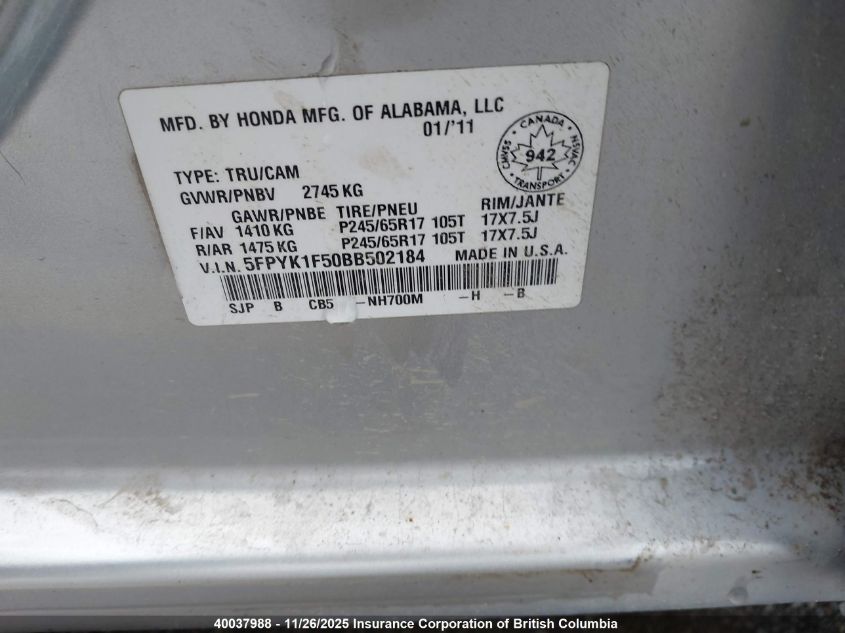 MFD. BY HONDA MFG. OF ALABAMA, LLC
01/'11
CANADA
CMVSS 942 NSVAC
TRANSPORT
TYPE: TRU/CAM
GVWR/PNBV 2745 KG
GAWR/PNBE TIRE/PNEU RIM/JANTE
F/AV 1410 KG P245/65R17 105T 17X7.5J
R/AR 1475 KG P245/65R17 105T 17X7.5J
V.I.N. 5FPYK1F50BB502184 MADE IN U.S.A.
SJP B CB5 -NH700M -H -B
40037988 - 11/26/2025 Insurance Corporation of British Columbia